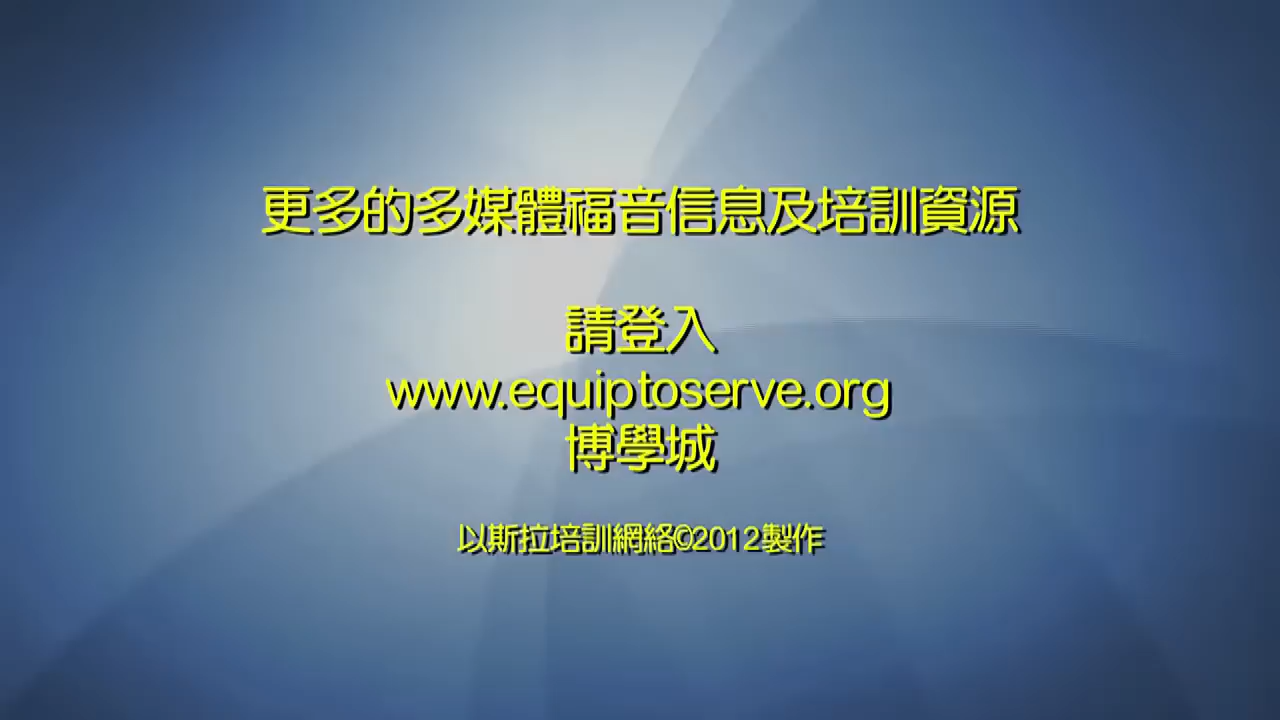 更多的多媒體福音信息及培訓資源
請登入
www.equiptoserve.org
博學城
以斯拉培訓網絡©2012製作